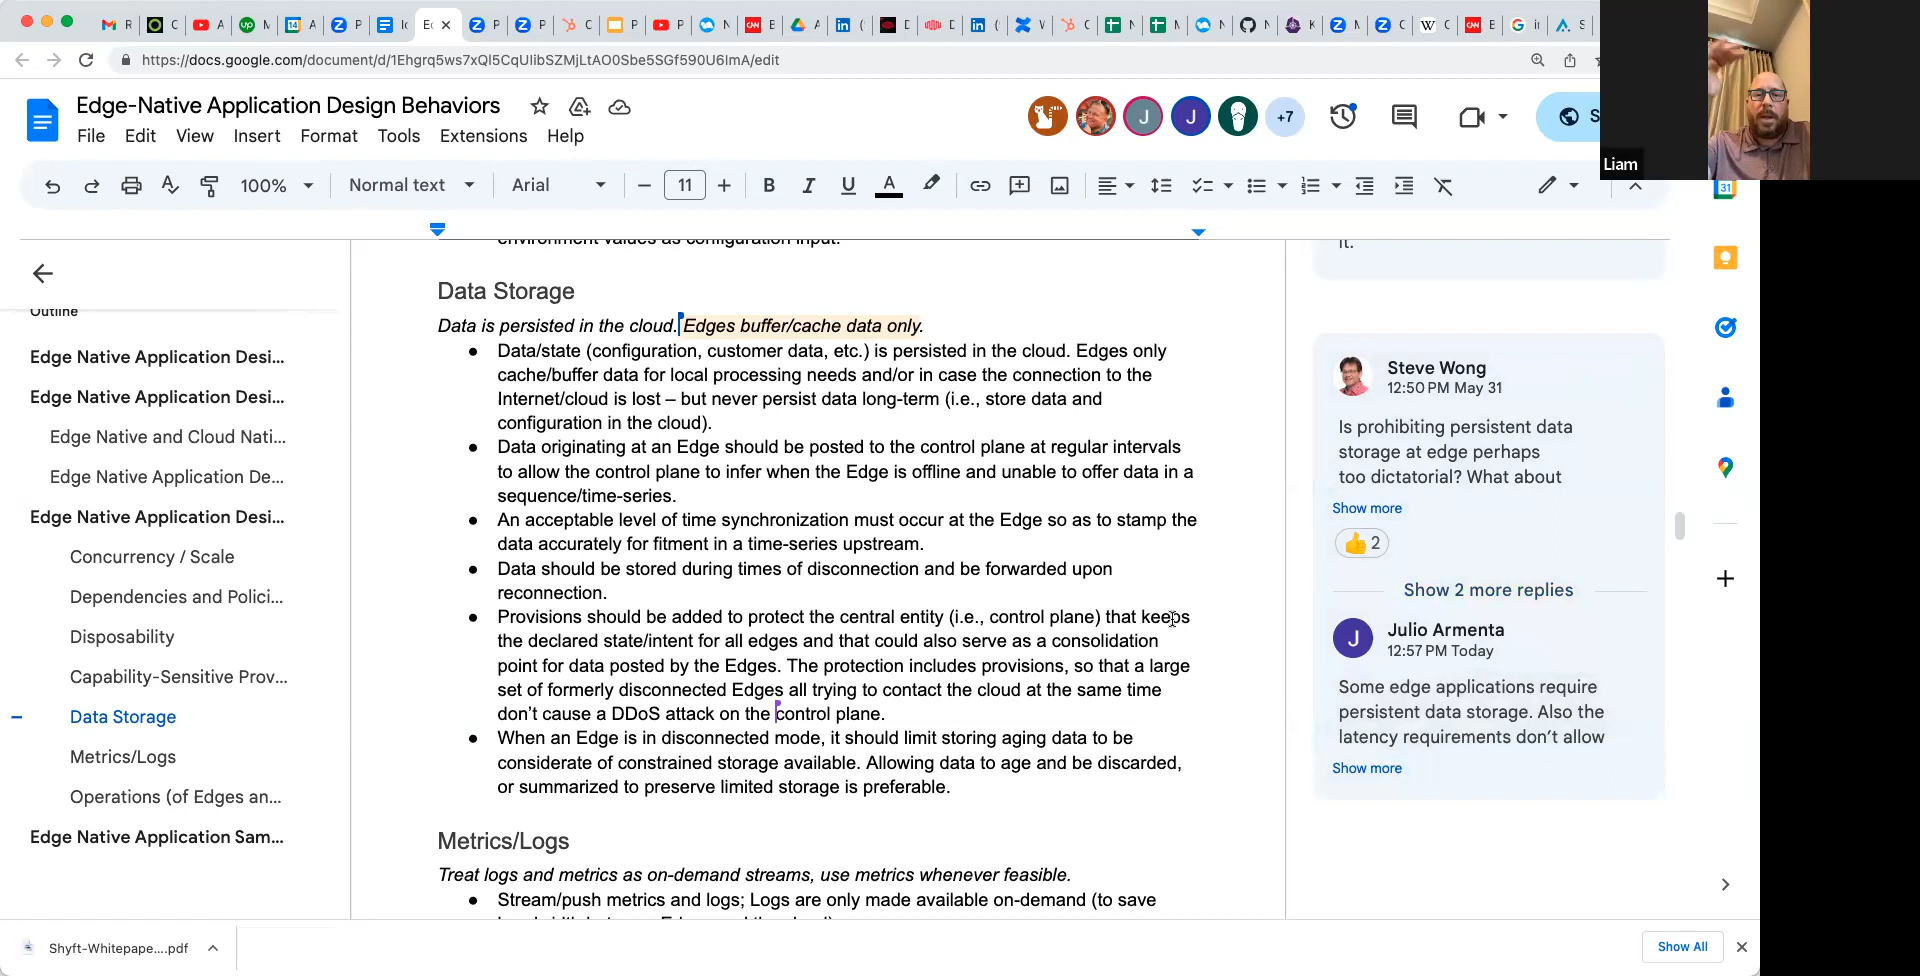 https://docs.google.com/document/d/1Ehgrq5ws7xQI5CqUIibSZMjLtAO0Sbe5SGf590U6lmA/edit
Edge-Native Application Design Behaviors
File Edit View Insert Format Tools Extensions Help
J
J
+7
S
Liam
100%
Normal text
Arial
11
31
Outline
Edge Native Application Desi...
Edge Native Application Desi...
Edge Native and Cloud Nati...
Edge Native Application De...
Edge Native Application Desi...
Concurrency / Scale
Dependencies and Polici...
Disposability
Capability-Sensitive Prov...
Data Storage
Metrics/Logs
Operations (of Edges an...
Edge Native Application Sam...
environment values as configuration input.
Data Storage
Data is persisted in the cloud. Edges buffer/cache data only.
● Data/state (configuration, customer data, etc.) is persisted in the cloud. Edges only
cache/buffer data for local processing needs and/or in case the connection to the
Internet/cloud is lost – but never persist data long-term (i.e., store data and
configuration in the cloud).
● Data originating at an Edge should be posted to the control plane at regular intervals
to allow the control plane to infer when the Edge is offline and unable to offer data in a
sequence/time-series.
● An acceptable level of time synchronization must occur at the Edge so as to stamp the
data accurately for fitment in a time-series upstream.
● Data should be stored during times of disconnection and be forwarded upon
reconnection.
● Provisions should be added to protect the central entity (i.e., control plane) that keeps
the declared state/intent for all edges and that could also serve as a consolidation
point for data posted by the Edges. The protection includes provisions, so that a large
set of formerly disconnected Edges all trying to contact the cloud at the same time
don't cause a DDoS attack on the control plane.
● When an Edge is in disconnected mode, it should limit storing aging data to be
considerate of constrained storage available. Allowing data to age and be discarded,
or summarized to preserve limited storage is preferable.
Metrics/Logs
Treat logs and metrics as on-demand streams, use metrics whenever feasible.
● Stream/push metrics and logs; Logs are only made available on-demand (to save
it.
Steve Wong
12:50 PM May 31
Is prohibiting persistent data
storage at edge perhaps
too dictatorial? What about
Show more
👍 2
Show 2 more replies
J
Julio Armenta
12:57 PM Today
Some edge applications require
persistent data storage. Also the
latency requirements don't allow
Show more
Shyft-Whitepape....pdf
Show All